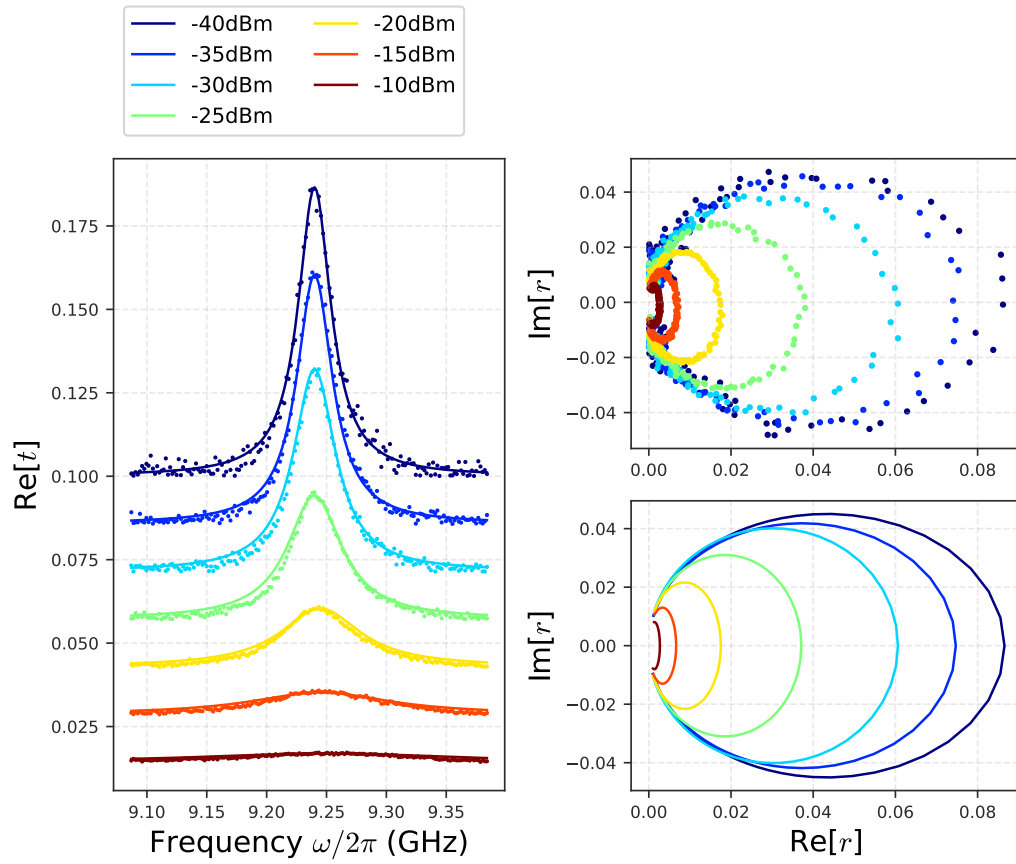 -40dBm
-35dBm
-30dBm
-25dBm
-20dBm
-15dBm
-10dBm
Re[t]
0.175
0.150
0.125
0.100
0.075
0.050
0.025
9.10 9.15 9.20 9.25 9.30 9.35
Frequency ω/2π (GHz)
Im[r]
0.04
0.02
0.00
−0.02
−0.04
0.00 0.02 0.04 0.06 0.08
Im[r]
0.04
0.02
0.00
−0.02
−0.04
0.00 0.02 0.04 0.06 0.08
Re[r]